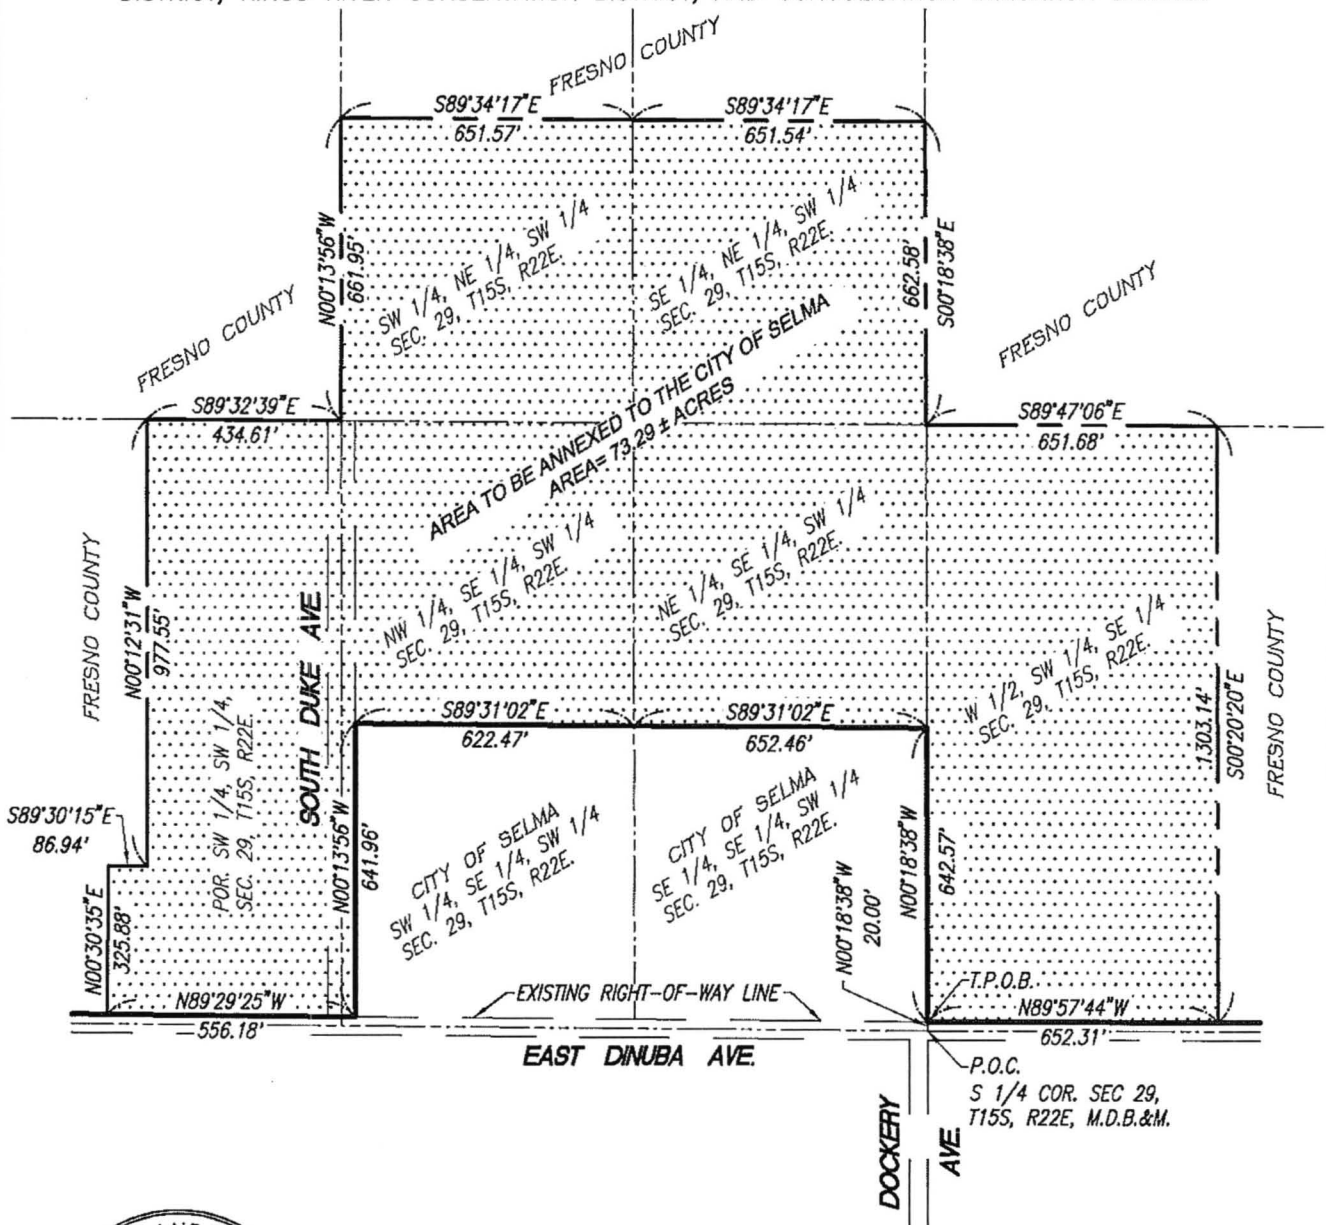 FRESNO COUNTY
S89°34'17"E
651.57'
S89°34'17"E
651.54'
N00°13'56"W
661.95'
SW 1/4, NE 1/4, SW 1/4
SEC. 29, T15S, R22E.
SE 1/4, NE 1/4, SW 1/4
SEC. 29, T15S, R22E.
662.58'
S00°18'38"E
FRESNO COUNTY
FRESNO COUNTY
S89°32'39"E
434.61'
AREA TO BE ANNEXED TO THE CITY OF SELMA
AREA= 73.29 ± ACRES
S89°47'06"E
651.68'
FRESNO COUNTY
N00°12'31"W
977.55'
SOUTH DUKE AVE.
NW 1/4, SE 1/4, SW 1/4
SEC. 29, T15S, R22E.
NE 1/4, SE 1/4, SW 1/4
SEC. 29, T15S, R22E.
W 1/2, SW 1/4, SE 1/4
SEC. 29, T15S, R22E.
1303.14'
S00°20'20"E
FRESNO COUNTY
POR. SW 1/4, SW 1/4,
SEC. 29, T15S, R22E.
S89°31'02"E
622.47'
S89°31'02"E
652.46'
S89°30'15"E
86.94'
N00°30'35"E
325.88'
N00°13'56"W
641.96'
CITY OF SELMA
SW 1/4, SE 1/4, SW 1/4
SEC. 29, T15S, R22E.
CITY OF SELMA
SE 1/4, SE 1/4, SW 1/4
SEC. 29, T15S, R22E.
N00°18'38"W
20.00'
N00°18'38"W
642.57'
N89°29'25"W
556.18'
EXISTING RIGHT-OF-WAY LINE
T.P.O.B.
N89°57'44"W
652.31'
EAST DINUBA AVE.
P.O.C.
S 1/4 COR. SEC 29,
T15S, R22E, M.D.B.&M.
DOCKERY AVE.